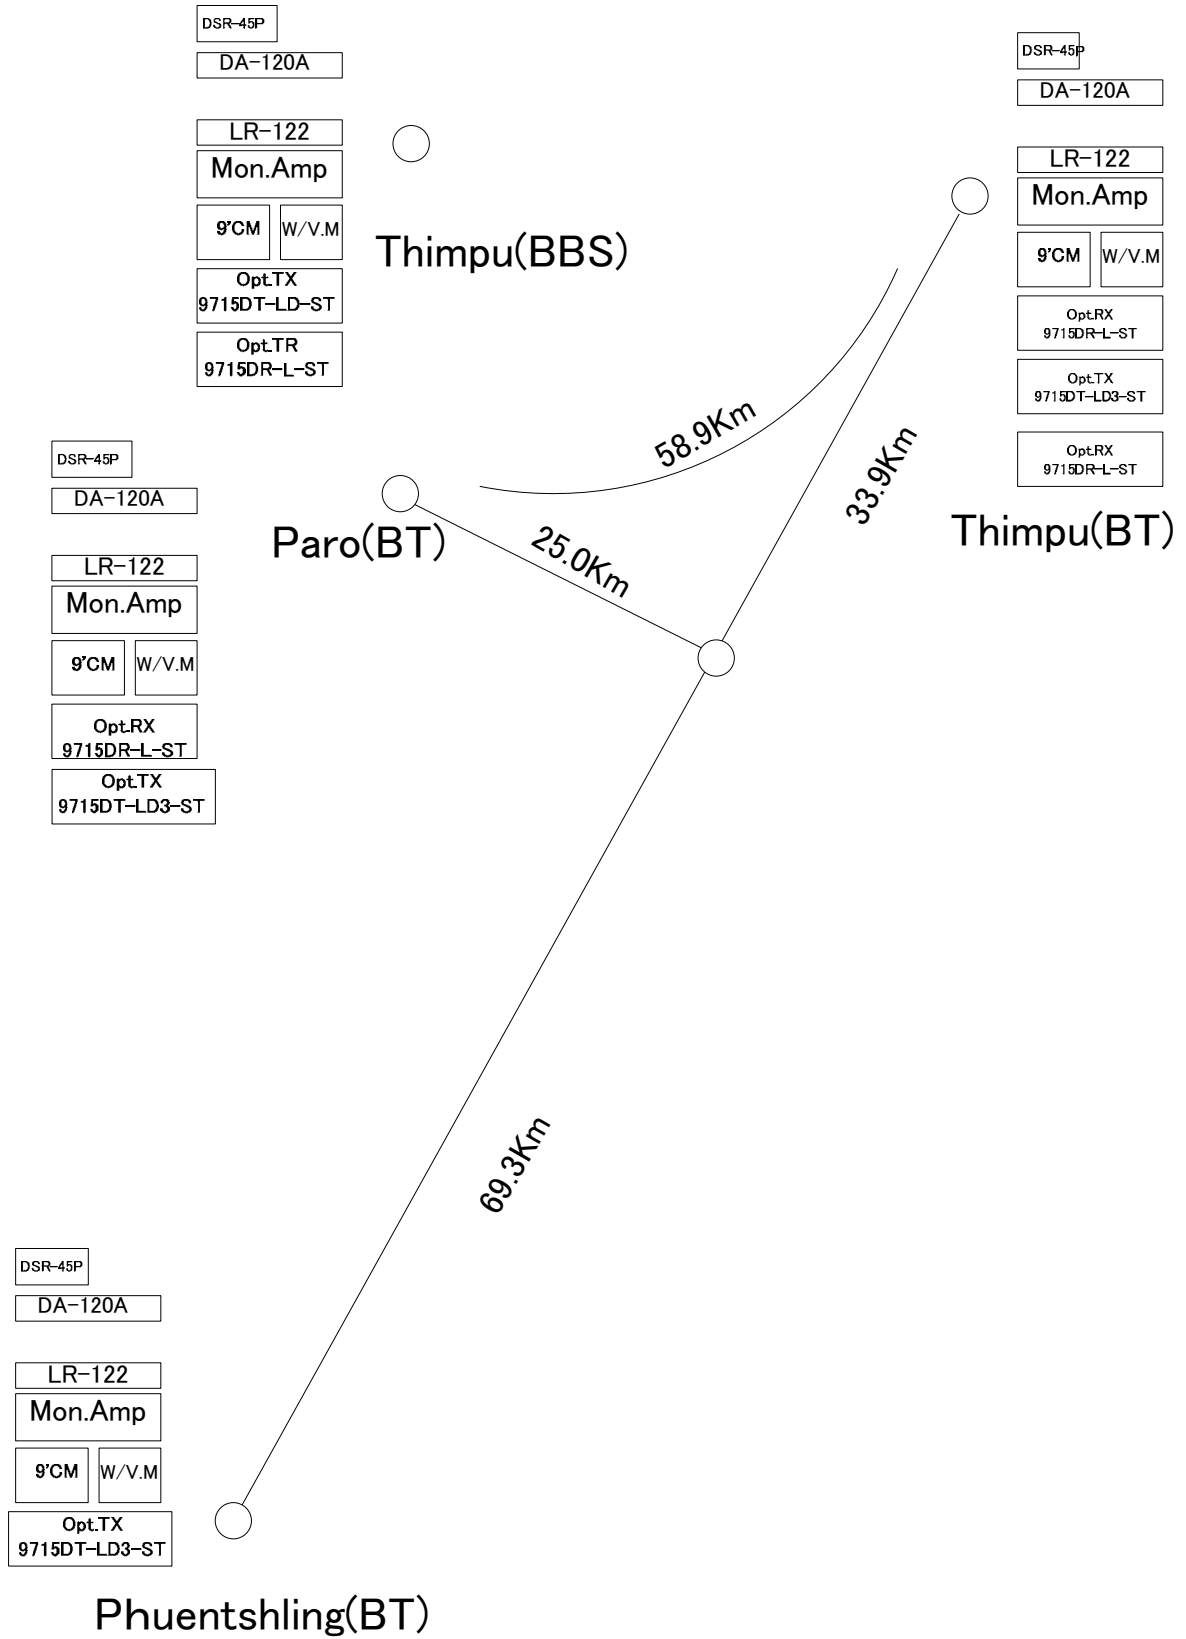 DSR-45P
DA-120A
LR-122
Mon.Amp
9'CM
W/V.M
Opt.TX
9715DT-LD-ST
Opt.TR
9715DR-L-ST
Thimpu(BBS)
DSR-45P
DA-120A
LR-122
Mon.Amp
9'CM
W/V.M
Opt.RX
9715DR-L-ST
Opt.TX
9715DT-LD3-ST
Opt.RX
9715DR-L-ST
Thimpu(BT)
58.9Km
33.9Km
25.0Km
DSR-45P
DA-120A
LR-122
Mon.Amp
9'CM
W/V.M
Opt.RX
9715DR-L-ST
Opt.TX
9715DT-LD3-ST
Paro(BT)
69.3Km
DSR-45P
DA-120A
LR-122
Mon.Amp
9'CM
W/V.M
Opt.TX
9715DT-LD3-ST
Phuentshling(BT)